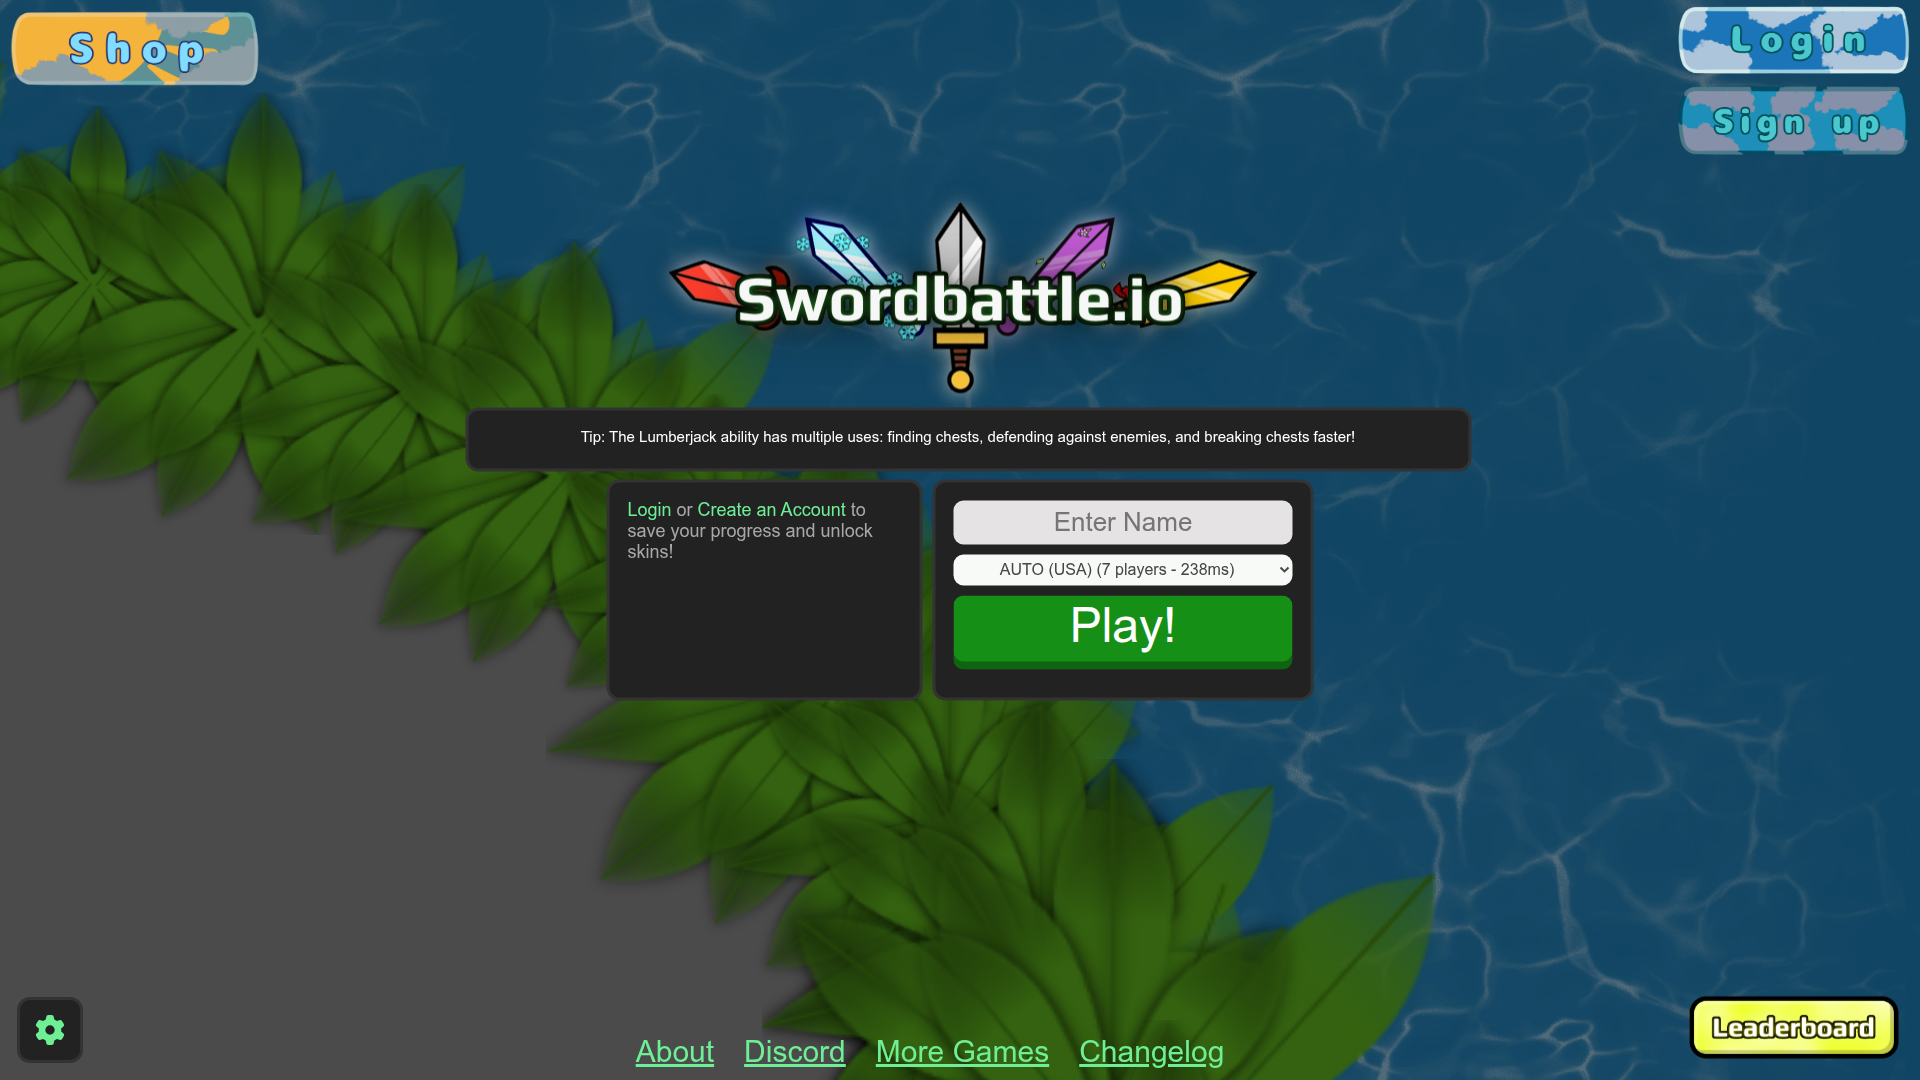 Shop
Login
Sign up
Swordbattle.io
Tip: The Lumberjack ability has multiple uses: finding chests, defending against enemies, and breaking chests faster!
Login or Create an Account to
save your progress and unlock
skins!
Enter Name
AUTO (USA) (7 players - 238ms)
Play!
About
Discord
More Games
Changelog
Leaderboard